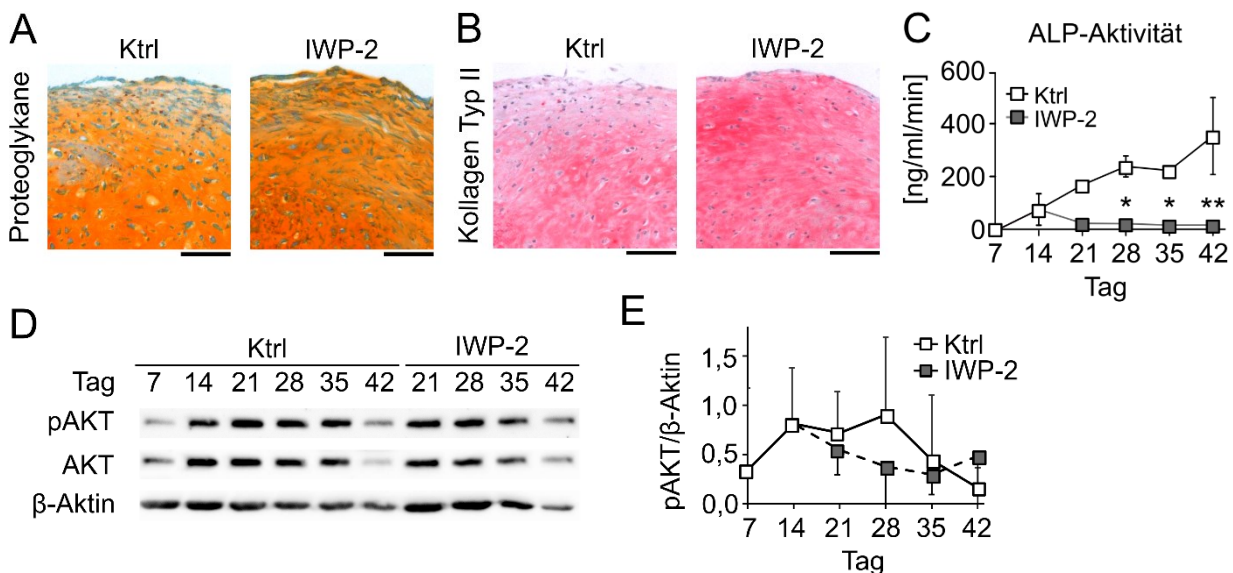 A
Ktrl
IWP-2
Proteoglykane
B
Ktrl
IWP-2
Kollagen Typ II
C
ALP-Aktivität
[ng/ml/min]
600
400
200
0
Ktrl
IWP-2
* * **
7 14 21 28 35 42
Tag
D
Ktrl IWP-2
Tag 7 14 21 28 35 42 21 28 35 42
pAKT
AKT
β-Aktin
E
pAKT/β-Aktin
1,5
1,0
0,5
0,0
Ktrl
IWP-2
7 14 21 28 35 42
Tag